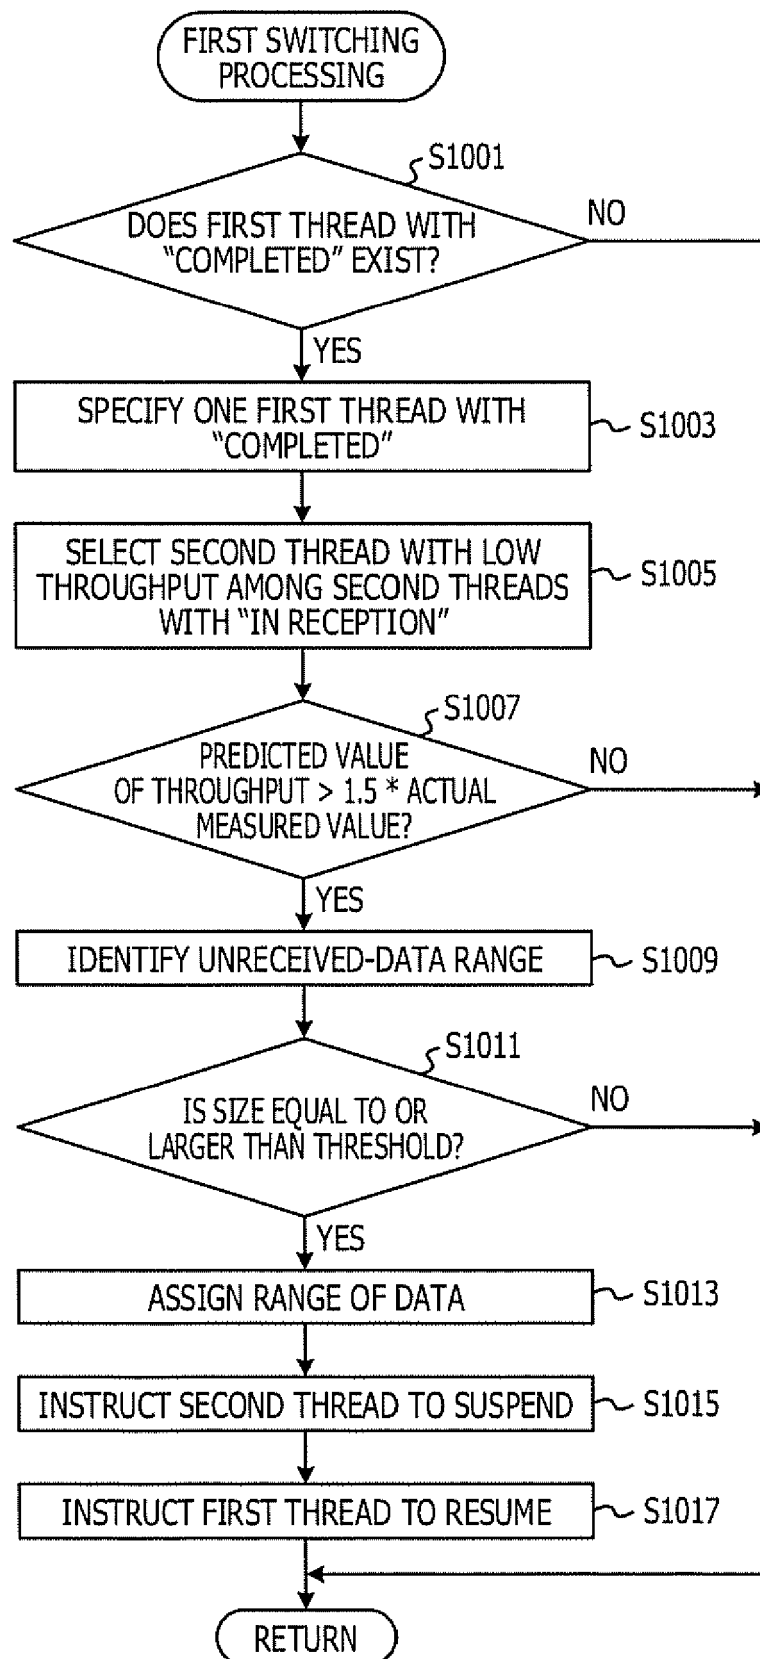 FIRST SWITCHING
PROCESSING
S1001
DOES FIRST THREAD WITH
“COMPLETED” EXIST?
NO
YES
SPECIFY ONE FIRST THREAD WITH
“COMPLETED”
S1003
SELECT SECOND THREAD WITH LOW
THROUGHPUT AMONG SECOND THREADS
WITH “IN RECEPTION”
S1005
S1007
PREDICTED VALUE
OF THROUGHPUT > 1.5 * ACTUAL
MEASURED VALUE?
NO
YES
IDENTIFY UNRECEIVED-DATA RANGE
S1009
S1011
IS SIZE EQUAL TO OR
LARGER THAN THRESHOLD?
NO
YES
ASSIGN RANGE OF DATA
S1013
INSTRUCT SECOND THREAD TO SUSPEND
S1015
INSTRUCT FIRST THREAD TO RESUME
S1017
RETURN